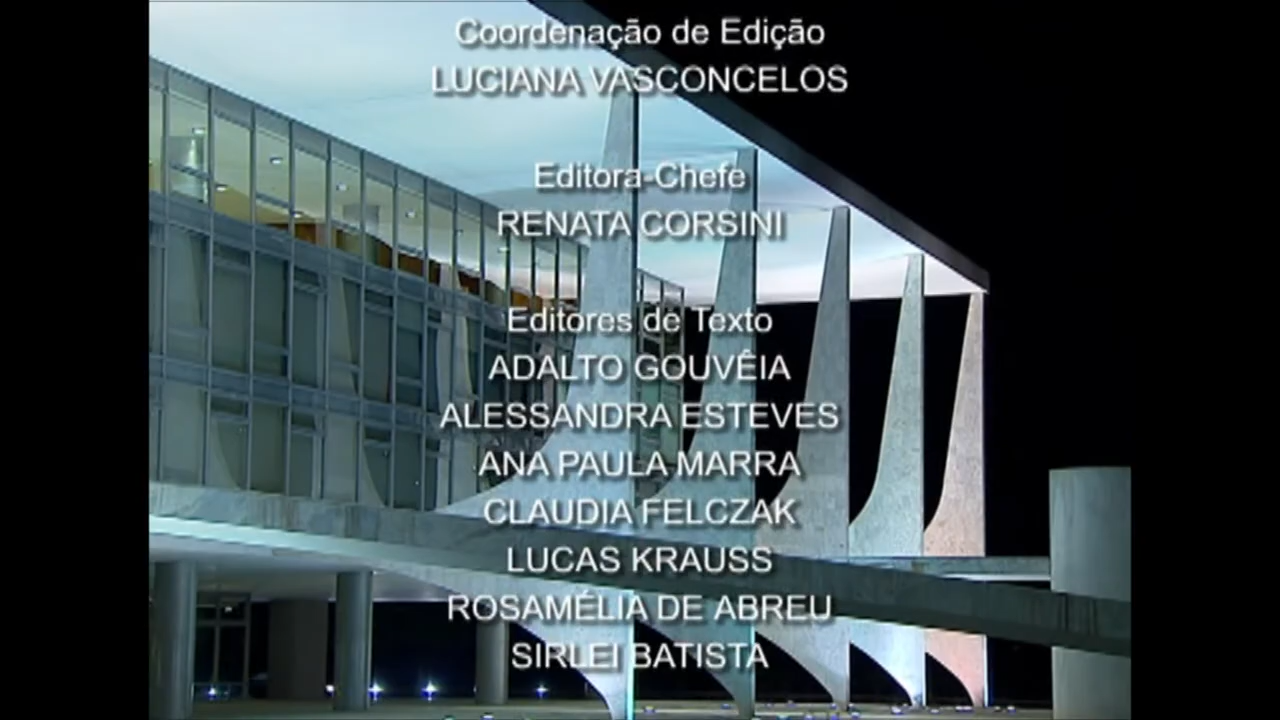 Coordenação de Edição
LUCIANA VASCONCELOS
Editora-Chefe
RENATA CORSINI
Editores de Texto
ADALTO GOUVÊIA
ALESSANDRA ESTEVES
ANA PAULA MARRA
CLAUDIA FELCZAK
LUCAS KRAUSS
ROSAMÉLIA DE ABREU
SIRLEI BATISTA